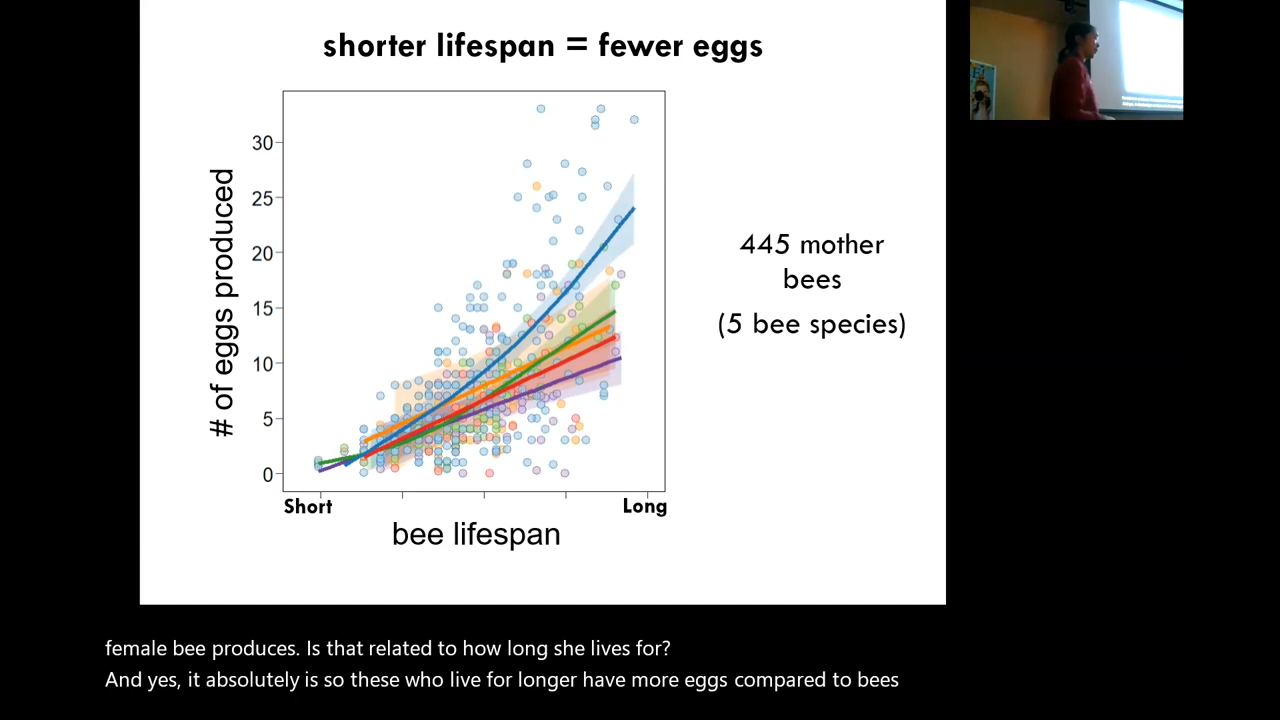 shorter lifespan = fewer eggs
# of eggs produced
30
25
20
15
10
5
0
Short
Long
bee lifespan
445 mother
bees
(5 bee species)
female bee produces. Is that related to how long she lives for?
And yes, it absolutely is so these who live for longer have more eggs compared to bees